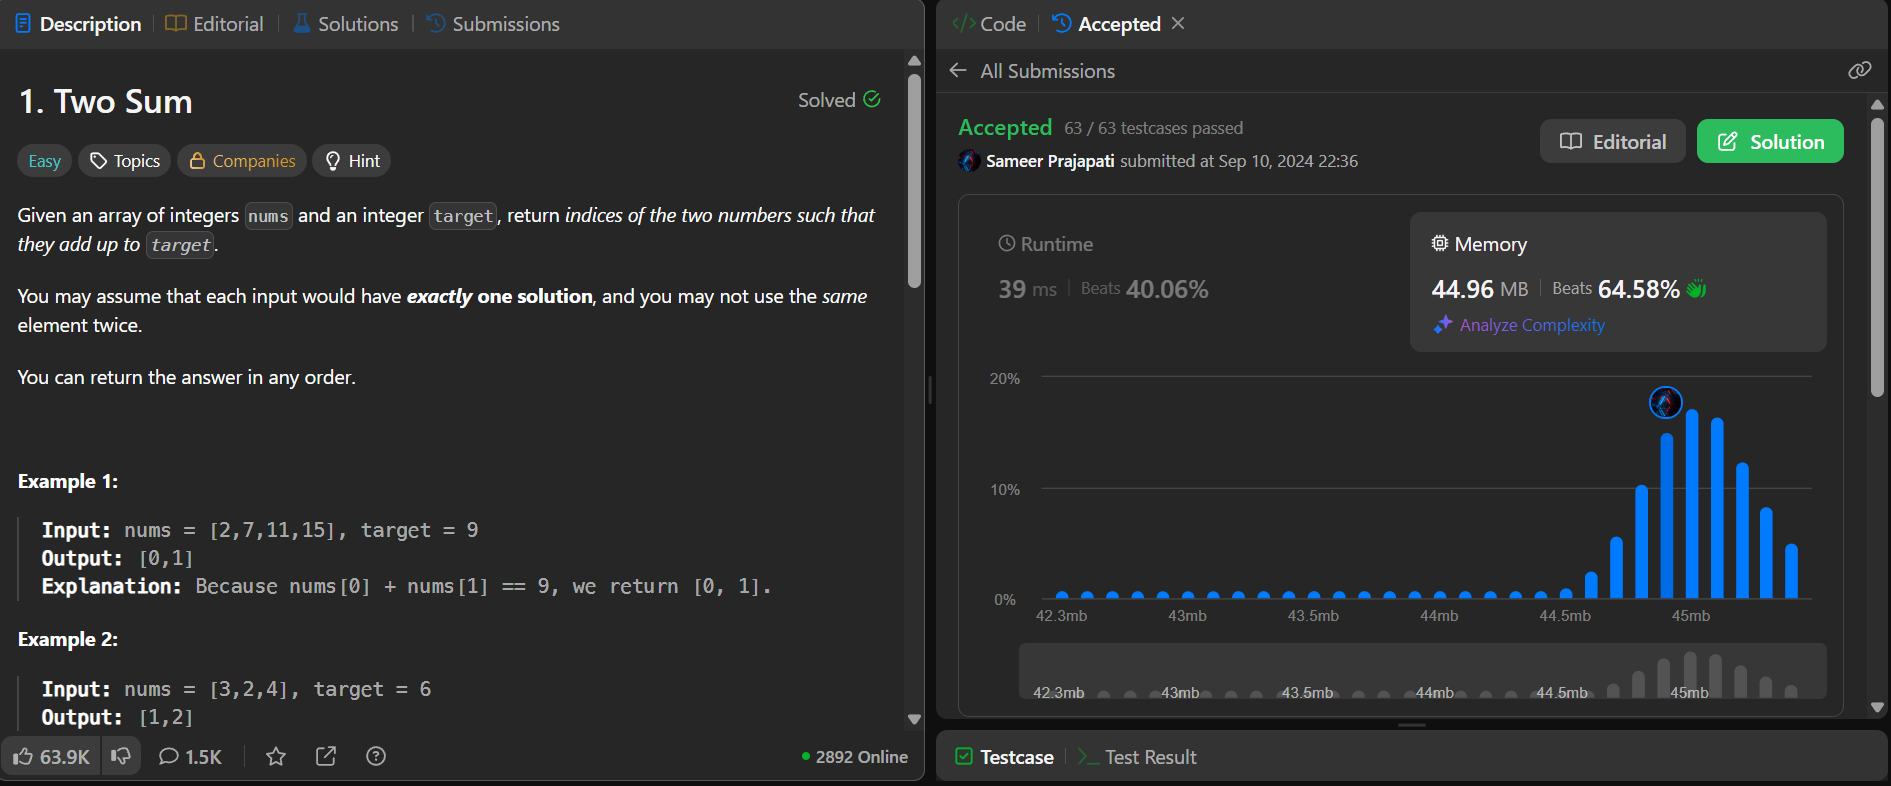 Description
Editorial
Solutions
Submissions
1. Two Sum
Solved
Easy
Topics
Companies
Hint
Given an array of integers nums and an integer target, return indices of the two numbers such that
they add up to target.
You may assume that each input would have exactly one solution, and you may not use the same
element twice.
You can return the answer in any order.
Example 1:
Input: nums = [2,7,11,15], target = 9
Output: [0,1]
Explanation: Because nums[0] + nums[1] == 9, we return [0, 1].
Example 2:
Input: nums = [3,2,4], target = 6
Output: [1,2]
63.9K
1.5K
2892 Online
Code
Accepted
All Submissions
Accepted 63 / 63 testcases passed
Sameer Prajapati submitted at Sep 10, 2024 22:36
Editorial
Solution
Runtime
39 ms Beats 40.06%
Memory
44.96 MB Beats 64.58%
Analyze Complexity
20%
10%
0%
42.3mb 43mb 43.5mb 44mb 44.5mb 45mb
42.3mb 43mb 43.5mb 44mb 44.5mb 45mb
Testcase
Test Result